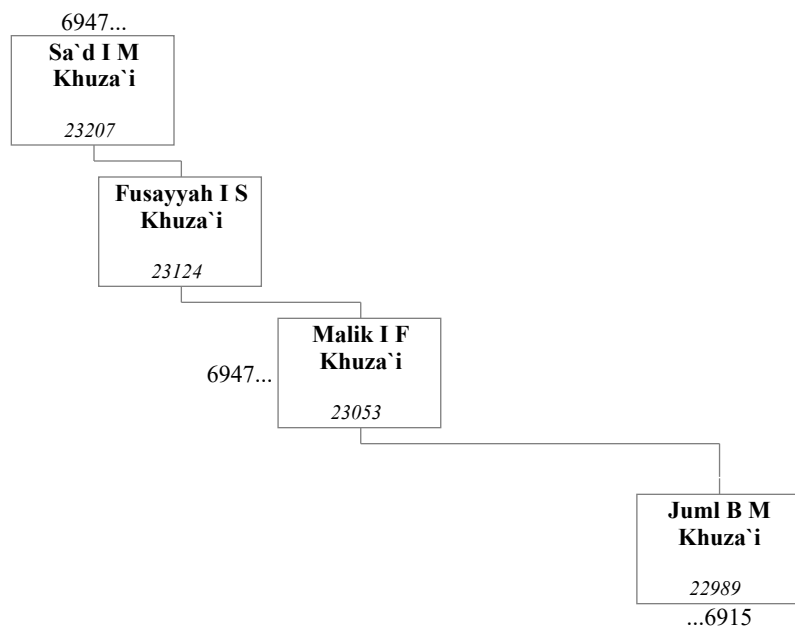 6947...
Sa`d I M
Khuza`i
23207
Fusayyah I S
Khuza`i
23124
Malik I F
Khuza`i
6947...
23053
Juml B M
Khuza`i
22989
...6915